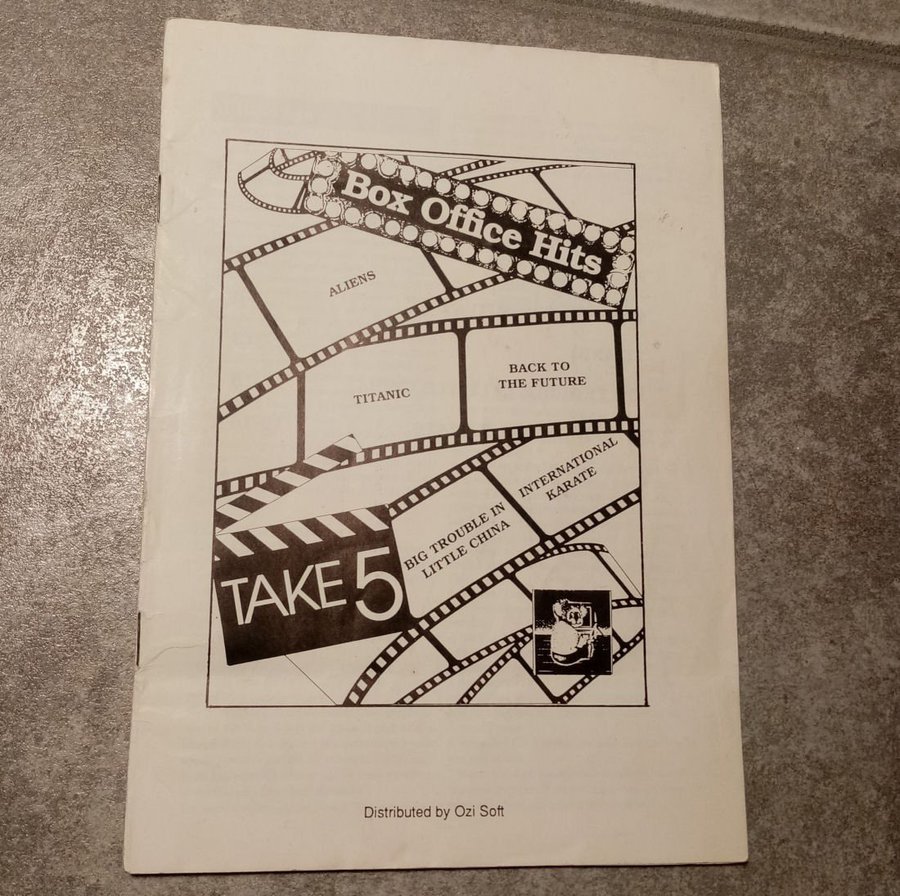 Box Office Hits
ALIENS
TITANIC
BACK TO
THE FUTURE
INTERNATIONAL
KARATE
BIG TROUBLE IN
LITTLE CHINA
TAKE 5
Distributed by Ozi Soft